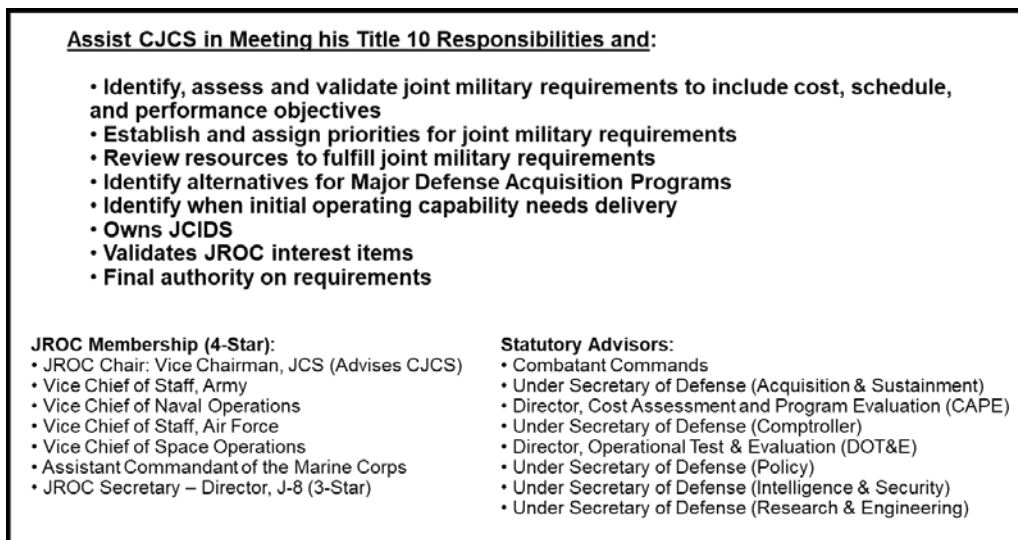 Assist CJCS in Meeting his Title 10 Responsibilities and:
• Identify, assess and validate joint military requirements to include cost, schedule,
and performance objectives
• Establish and assign priorities for joint military requirements
• Review resources to fulfill joint military requirements
• Identify alternatives for Major Defense Acquisition Programs
• Identify when initial operating capability needs delivery
• Owns JCIDS
• Validates JROC interest items
• Final authority on requirements
JROC Membership (4-Star):
• JROC Chair: Vice Chairman, JCS (Advises CJCS)
• Vice Chief of Staff, Army
• Vice Chief of Naval Operations
• Vice Chief of Staff, Air Force
• Vice Chief of Space Operations
• Assistant Commandant of the Marine Corps
• JROC Secretary – Director, J-8 (3-Star)
Statutory Advisors:
• Combatant Commands
• Under Secretary of Defense (Acquisition & Sustainment)
• Director, Cost Assessment and Program Evaluation (CAPE)
• Under Secretary of Defense (Comptroller)
• Director, Operational Test & Evaluation (DOT&E)
• Under Secretary of Defense (Policy)
• Under Secretary of Defense (Intelligence & Security)
• Under Secretary of Defense (Research & Engineering)